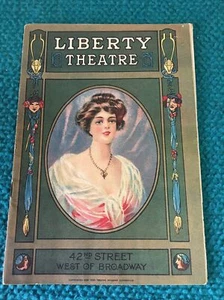 LIBERTY
THEATRE
42ND STREET
WEST OF BROADWAY